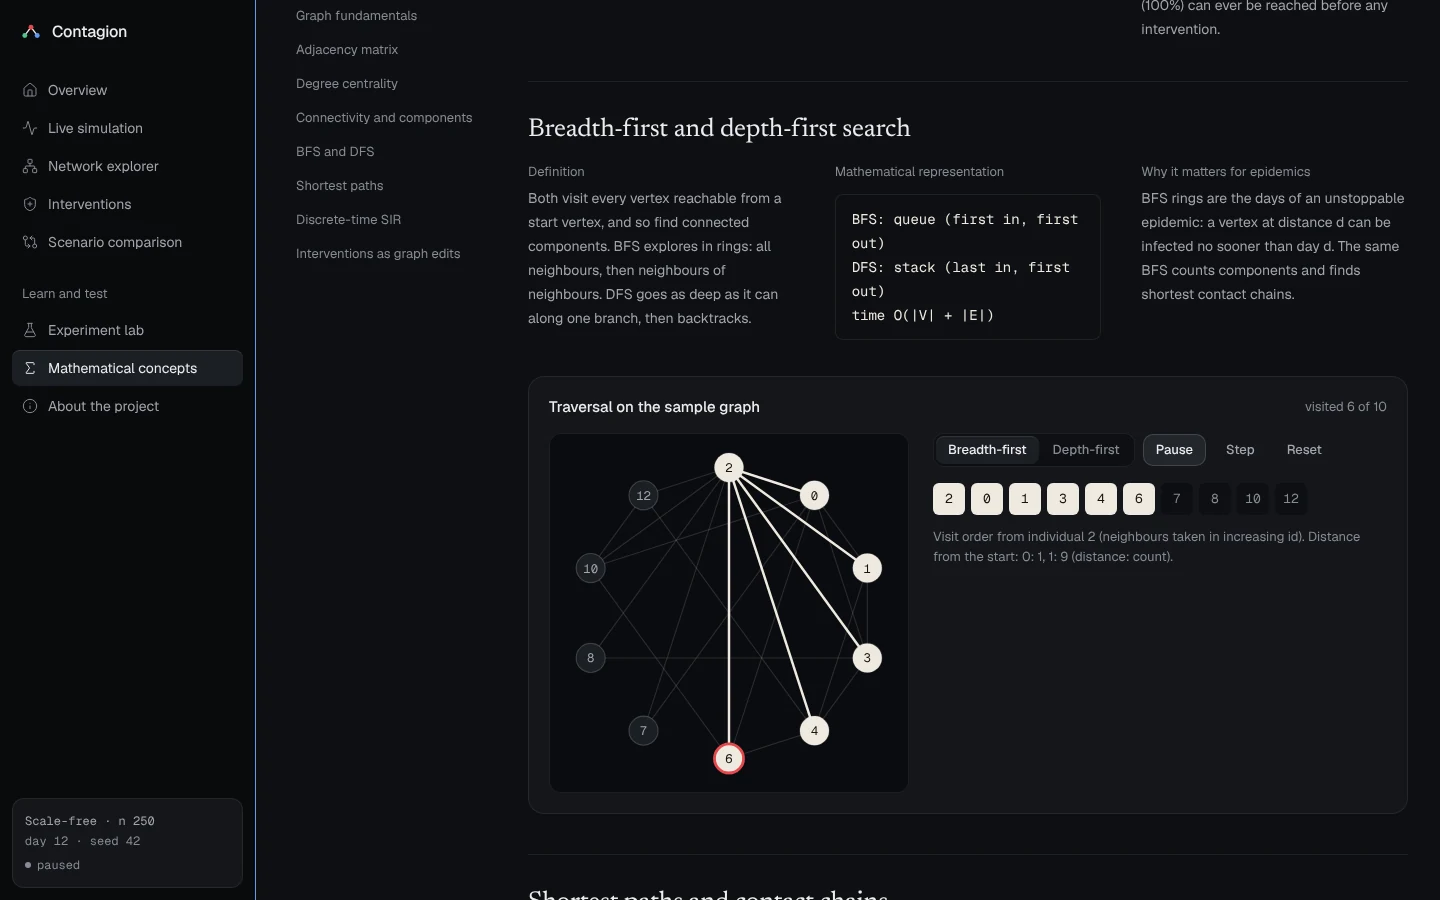 Contagion
Overview
Live simulation
Network explorer
Interventions
Scenario comparison
Learn and test
Experiment lab
Mathematical concepts
About the project
Scale-free · n 250
day 12 · seed 42
paused
Graph fundamentals
Adjacency matrix
Degree centrality
Connectivity and components
BFS and DFS
Shortest paths
Discrete-time SIR
Interventions as graph edits
(100%) can ever be reached before any
intervention.
Breadth-first and depth-first search
Definition
Both visit every vertex reachable from a
start vertex, and so find connected
components. BFS explores in rings: all
neighbours, then neighbours of
neighbours. DFS goes as deep as it can
along one branch, then backtracks.
Mathematical representation
BFS: queue (first in, first
out)
DFS: stack (last in, first
out)
time O(|V| + |E|)
Why it matters for epidemics
BFS rings are the days of an unstoppable
epidemic: a vertex at distance d can be
infected no sooner than day d. The same
BFS counts components and finds
shortest contact chains.
Traversal on the sample graph
visited 6 of 10
2
12
0
10
1
8
3
7
4
6
Breadth-first Depth-first Pause Step Reset
2 0 1 3 4 6 7 8 10 12
Visit order from individual 2 (neighbours taken in increasing id). Distance
from the start: 0: 1, 1: 9 (distance: count).
Shortest paths and contact chains